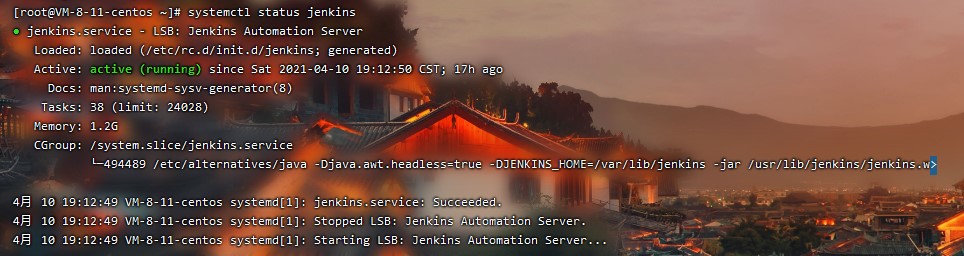 [root@VM-8-11-centos ~]# systemctl status jenkins
● jenkins.service - LSB: Jenkins Automation Server
Loaded: loaded (/etc/rc.d/init.d/jenkins; generated)
Active: active (running) since Sat 2021-04-10 19:12:50 CST; 17h ago
Docs: man:systemd-sysv-generator(8)
Tasks: 38 (limit: 24028)
Memory: 1.2G
CGroup: /system.slice/jenkins.service
└─494489 /etc/alternatives/java -Djava.awt.headless=true -DJENKINS_HOME=/var/lib/jenkins -jar /usr/lib/jenkins/jenkins.w>
4月 10 19:12:49 VM-8-11-centos systemd[1]: jenkins.service: Succeeded.
4月 10 19:12:49 VM-8-11-centos systemd[1]: Stopped LSB: Jenkins Automation Server.
4月 10 19:12:49 VM-8-11-centos systemd[1]: Starting LSB: Jenkins Automation Server...